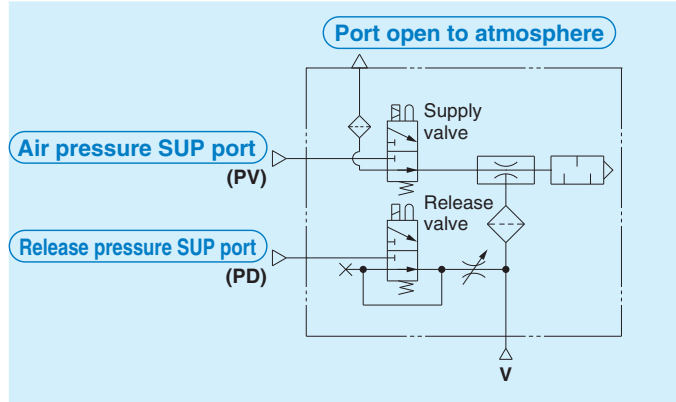 Port open to atmosphere
Supply
valve
Air pressure SUP port
(PV)
Release
valve
Release pressure SUP port
(PD)
V